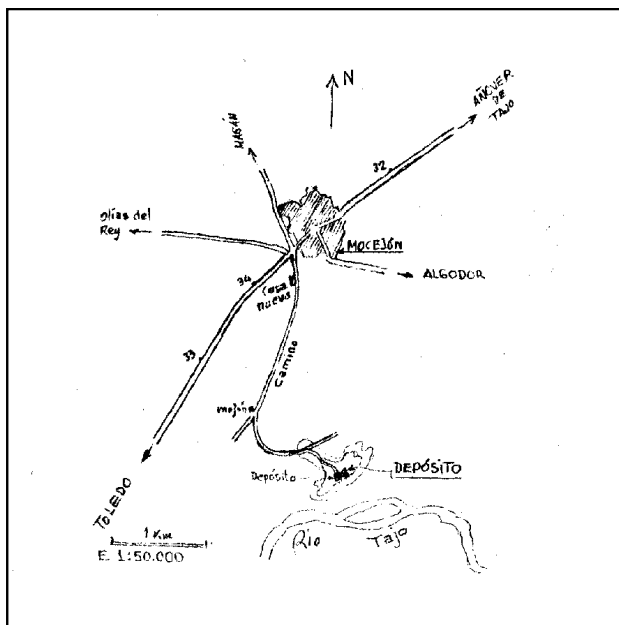 N
AÑOVER
DE
TAJO
MAGÁN
32
Olías del
Rey
MOCEJÓN
ALGODOR
34
Casa
nueva
33
Camino
mojón
Depósito
DEPÓSITO
TOLEDO
1 Km
E 1:50.000
Río Tajo